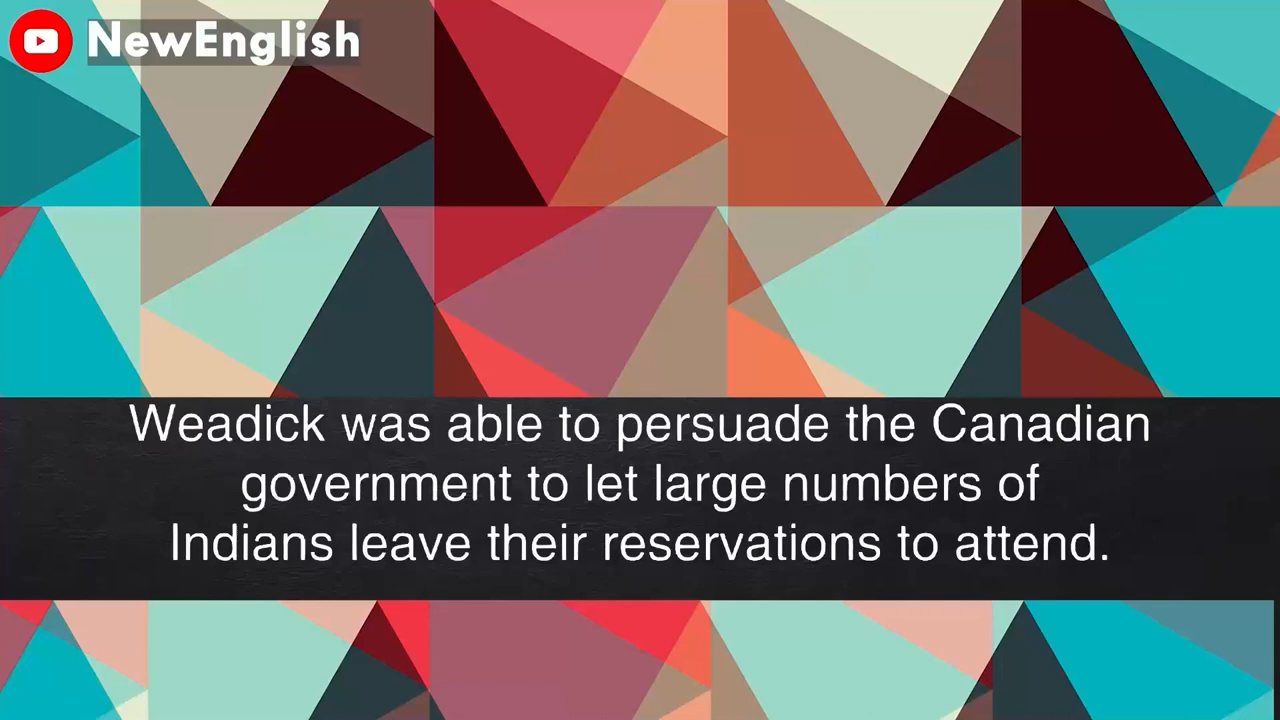 NewEnglish
Weadick was able to persuade the Canadian
government to let large numbers of
Indians leave their reservations to attend.